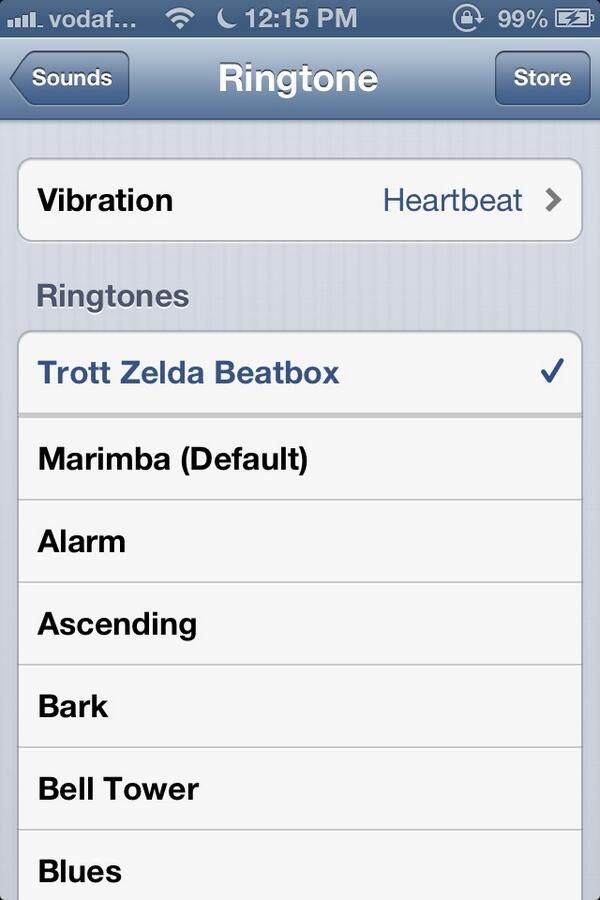 vodaf... 12:15 PM 99%
Sounds Ringtone Store
Vibration Heartbeat
Ringtones
Trott Zelda Beatbox
Marimba (Default)
Alarm
Ascending
Bark
Bell Tower
Blues